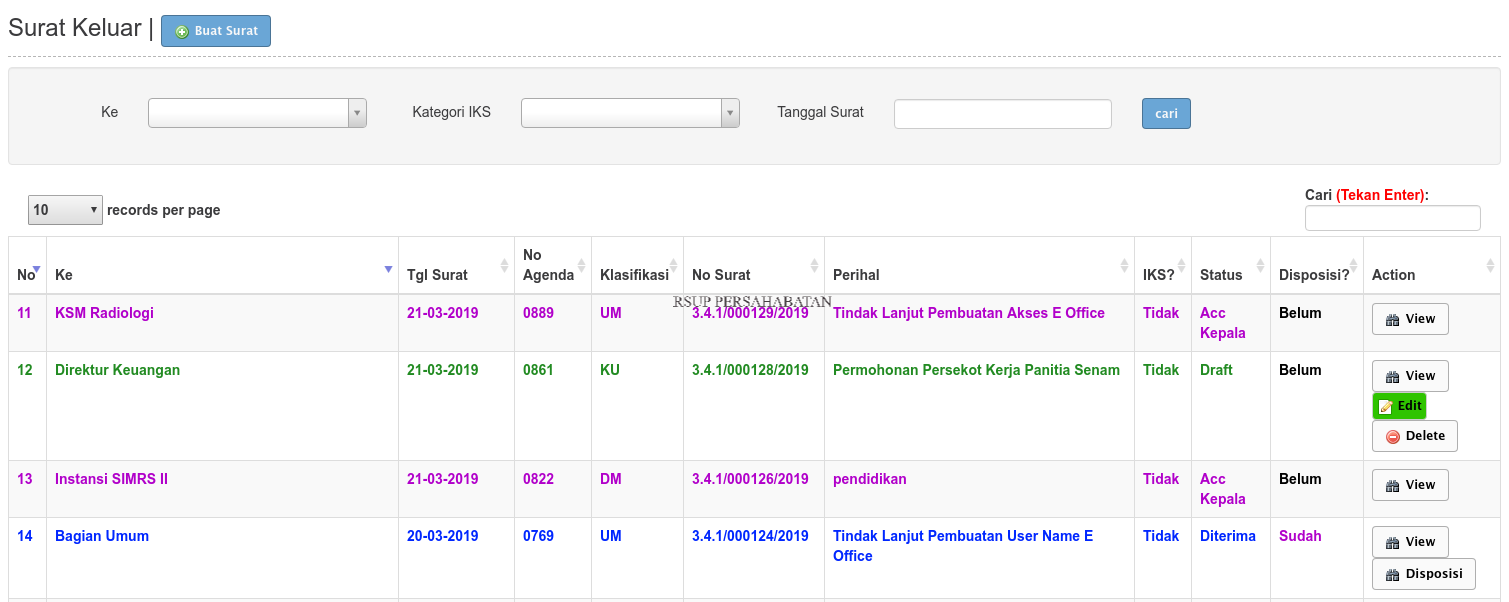 Surat Keluar | Buat Surat
Ke Kategori IKS Tanggal Surat cari
Cari (Tekan Enter):
10 records per page
No Ke Tgl Surat No Agenda Klasifikasi No Surat Perihal IKS? Status Disposisi? Action
RSUP PERSAHABATAN
11 KSM Radiologi 21-03-2019 0889 UM 3.4.1/000129/2019 Tindak Lanjut Pembuatan Akses E Office Tidak Acc Kepala Belum View
12 Direktur Keuangan 21-03-2019 0861 KU 3.4.1/000128/2019 Permohonan Persekot Kerja Panitia Senam Tidak Draft Belum View
Edit
Delete
13 Instansi SIMRS II 21-03-2019 0822 DM 3.4.1/000126/2019 pendidikan Tidak Acc Kepala Belum View
14 Bagian Umum 20-03-2019 0769 UM 3.4.1/000124/2019 Tindak Lanjut Pembuatan User Name E Office Tidak Diterima Sudah View
Disposisi